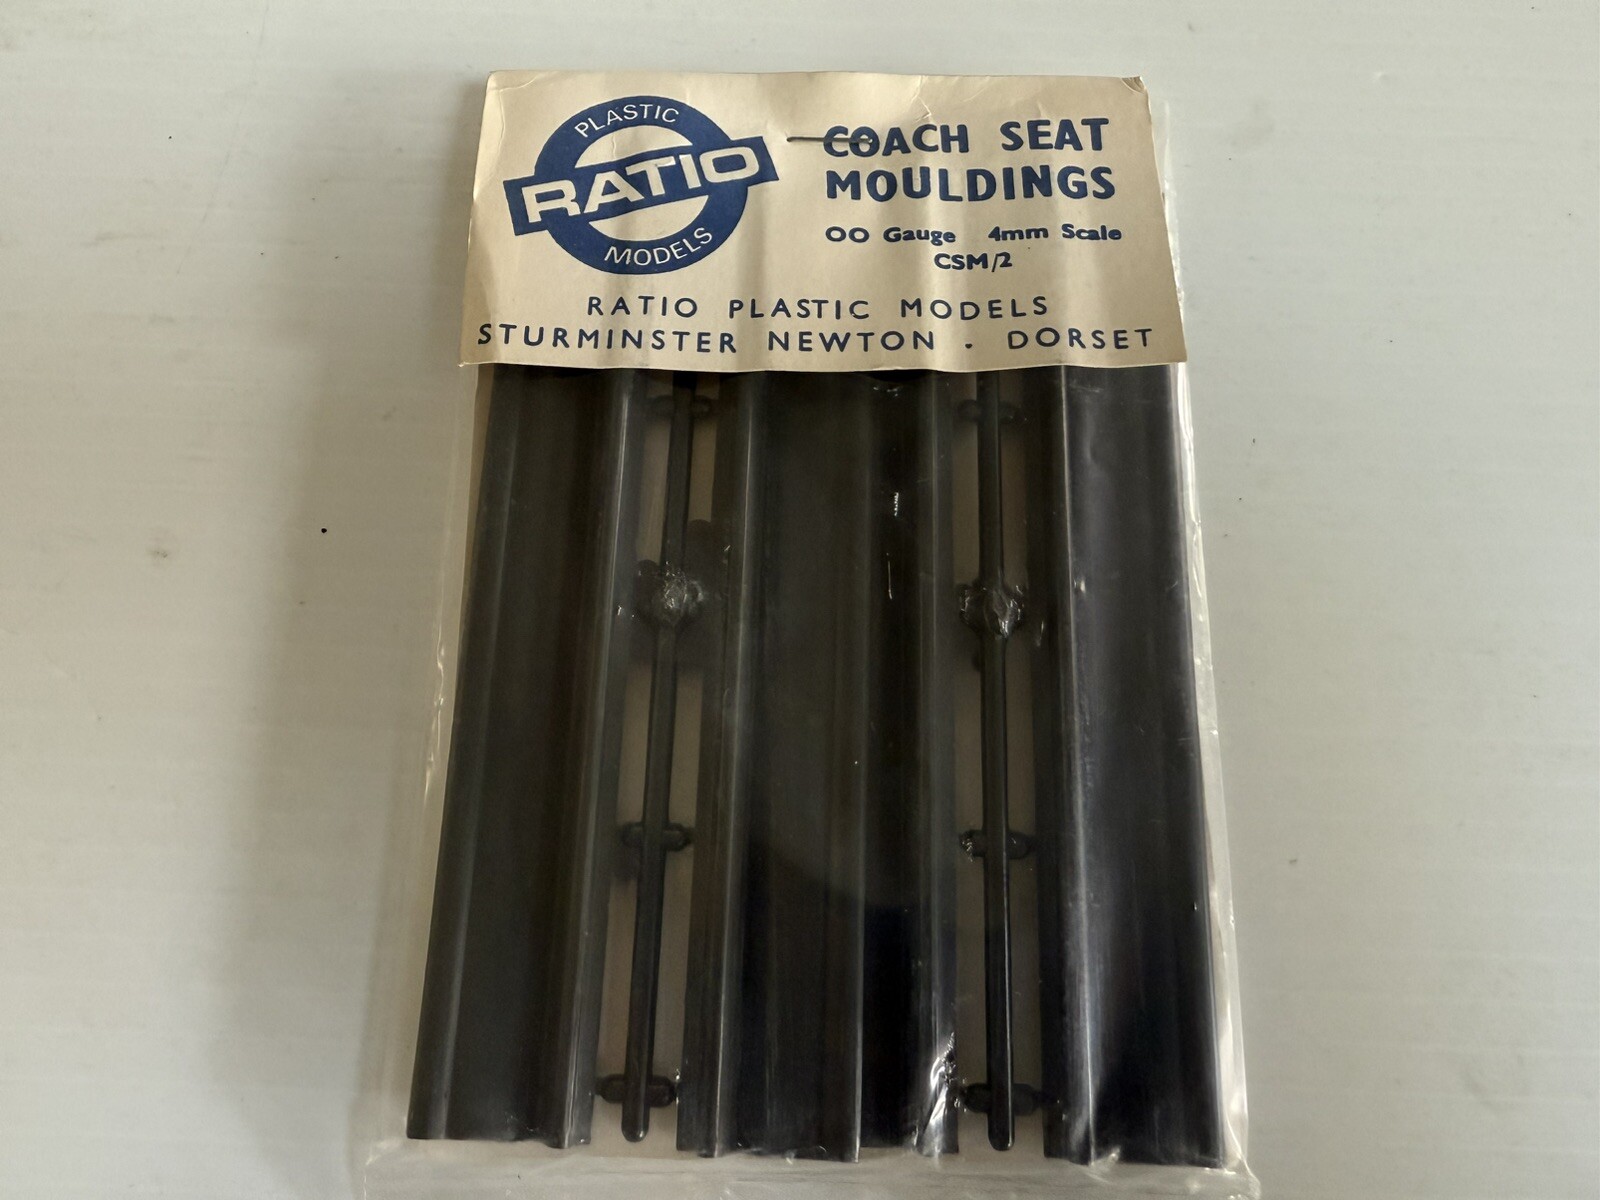 PLASTIC
RATIO
MODELS
COACH SEAT
MOULDINGS
OO Gauge 4mm Scale
CSM/2
RATIO PLASTIC MODELS
STURMINSTER NEWTON . DORSET